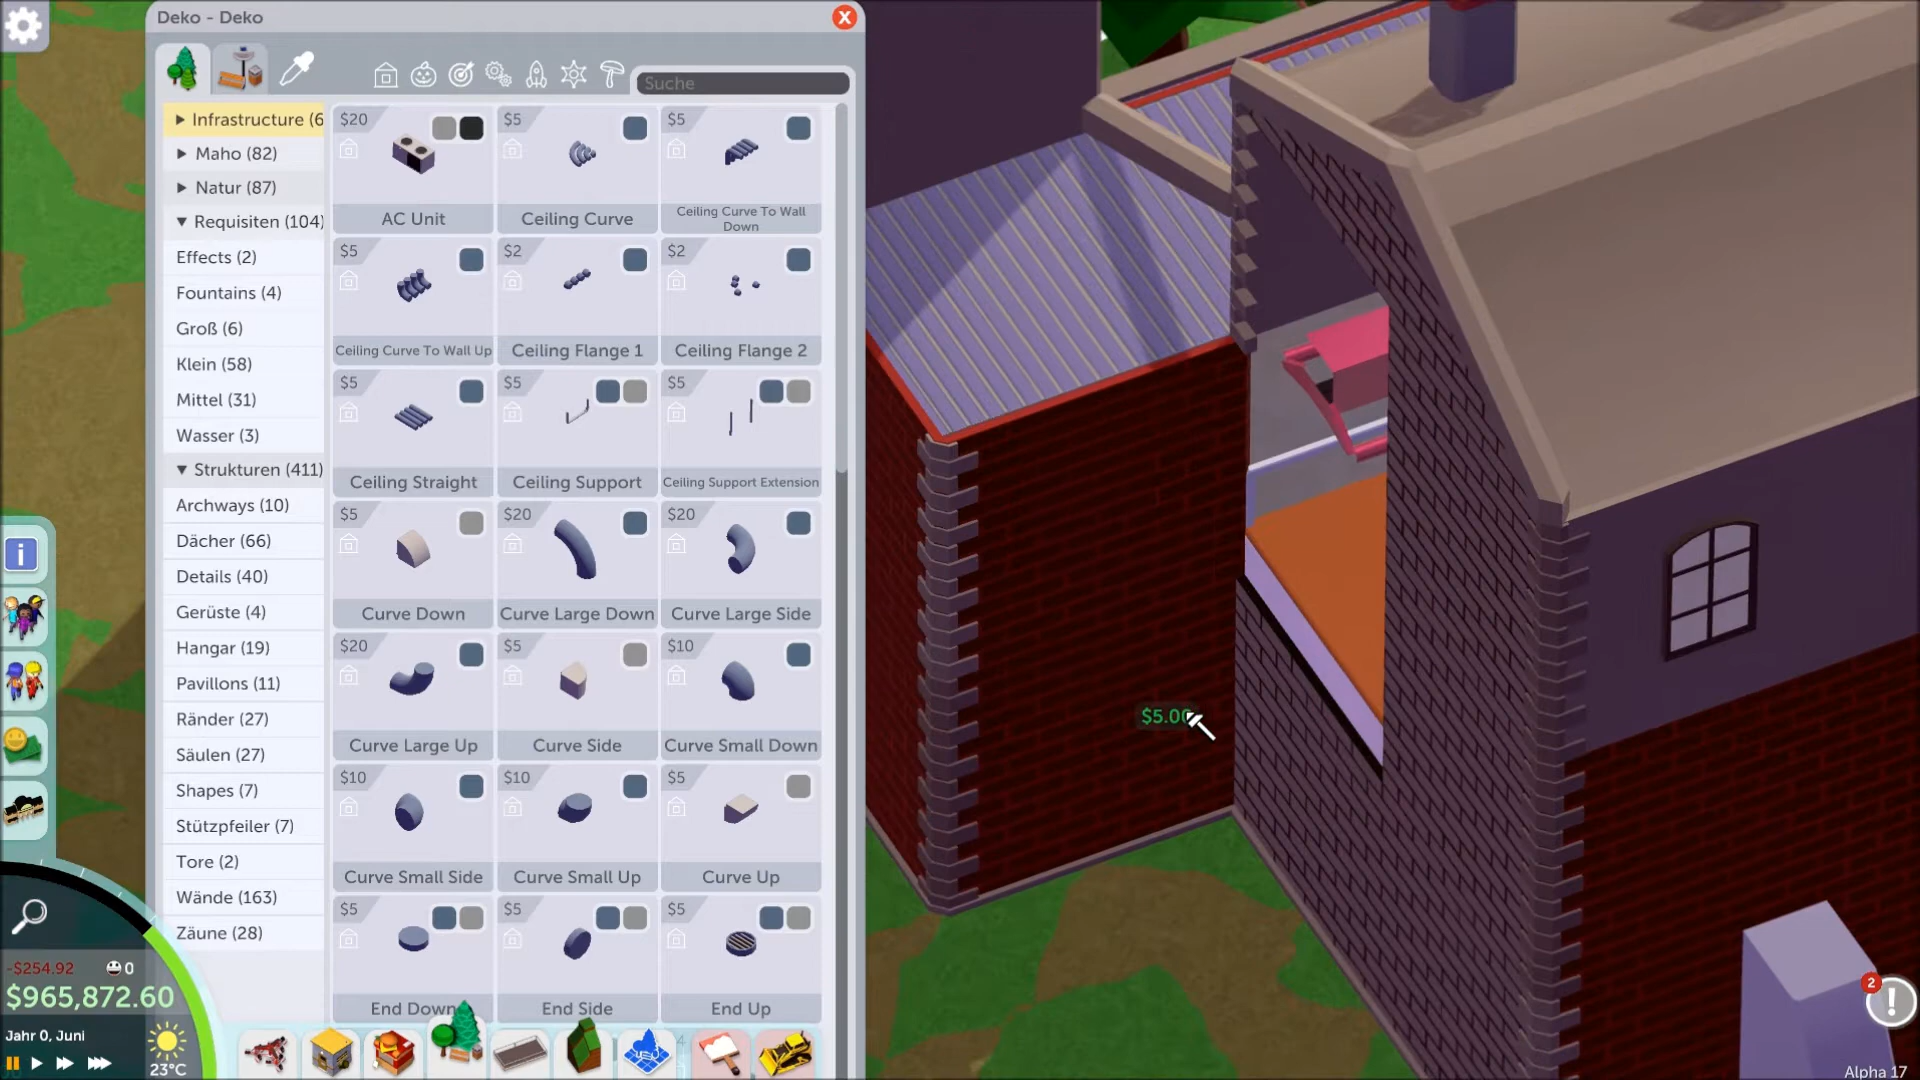 Deko - Deko
X
Suche
Infrastructure (6
Maho (82)
Natur (87)
Requisiten (104)
Effects (2)
Fountains (4)
Groß (6)
Klein (58)
Mittel (31)
Wasser (3)
Strukturen (411)
Archways (10)
Dächer (66)
Details (40)
Gerüste (4)
Hangar (19)
Pavillons (11)
Ränder (27)
Säulen (27)
Shapes (7)
Stützpfeiler (7)
Tore (2)
Wände (163)
Zäune (28)
$20 $5 $5
AC Unit Ceiling Curve Ceiling Curve To Wall
Down
$5 $2 $2
Ceiling Curve To Wall Up Ceiling Flange 1 Ceiling Flange 2
$5 $5 $5
Ceiling Straight Ceiling Support Ceiling Support Extension
$5 $20 $20
Curve Down Curve Large Down Curve Large Side
$20 $5 $10
Curve Large Up Curve Side Curve Small Down
$10 $10 $5
Curve Small Side Curve Small Up Curve Up
$5 $5 $5
End Down End Side End Up
$5.00
i
-$254.92 0
$965,872.60
Jahr 0, Juni
23°C
2
!
Alpha 17